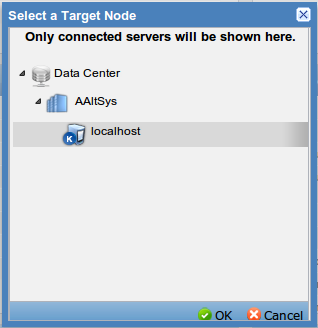 Select a Target Node
Only connected servers will be shown here.
Data Center
AAltSys
localhost
K
OK Cancel